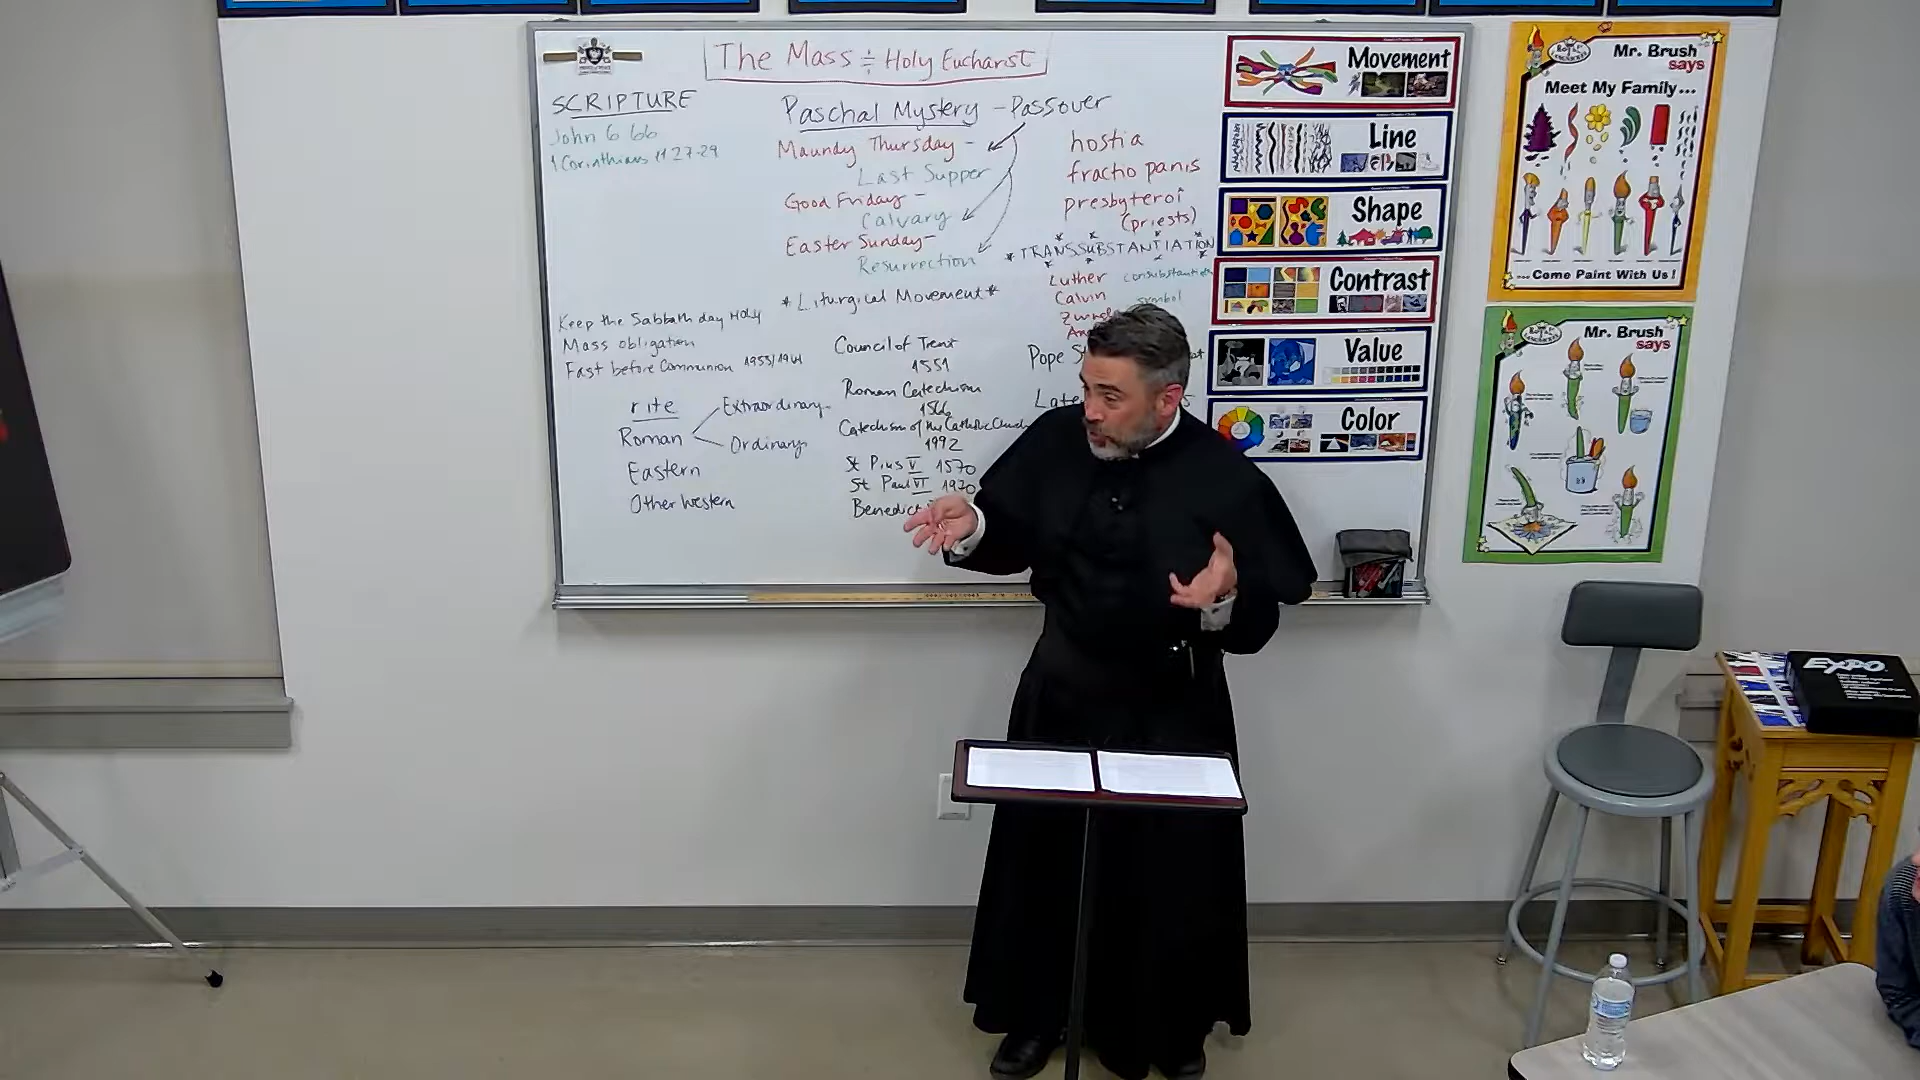 The Mass ÷ Holy Eucharist
SCRIPTURE
John 6 66
1 Corinthians 11 27-29
Keep the Sabbath day Holy
Mass obligation
Fast before Communion 1953/1964
rite
Roman
Extraordinary
Ordinary
Eastern
Other Western
Paschal Mystery - Passover
Maundy Thursday -
Last Supper
Good Friday -
Calvary
Easter Sunday -
Resurrection
* Liturgical Movement *
Council of Trent
1551
Roman Catechism
1566
Catechism of the Catholic Church
1992
St Pius V 1570
St Paul VI 1970
Benedict
hostia
fractio panis
presbyteroi
(priests)
* TRANSSUBSTANTIATION
Luther
Calvin symbol
Pope
Movement
Line
Shape
Contrast
Value
Color
Mr. Brush
says
Meet My Family...
... Come Paint With Us!
Mr. Brush
says
EXPO